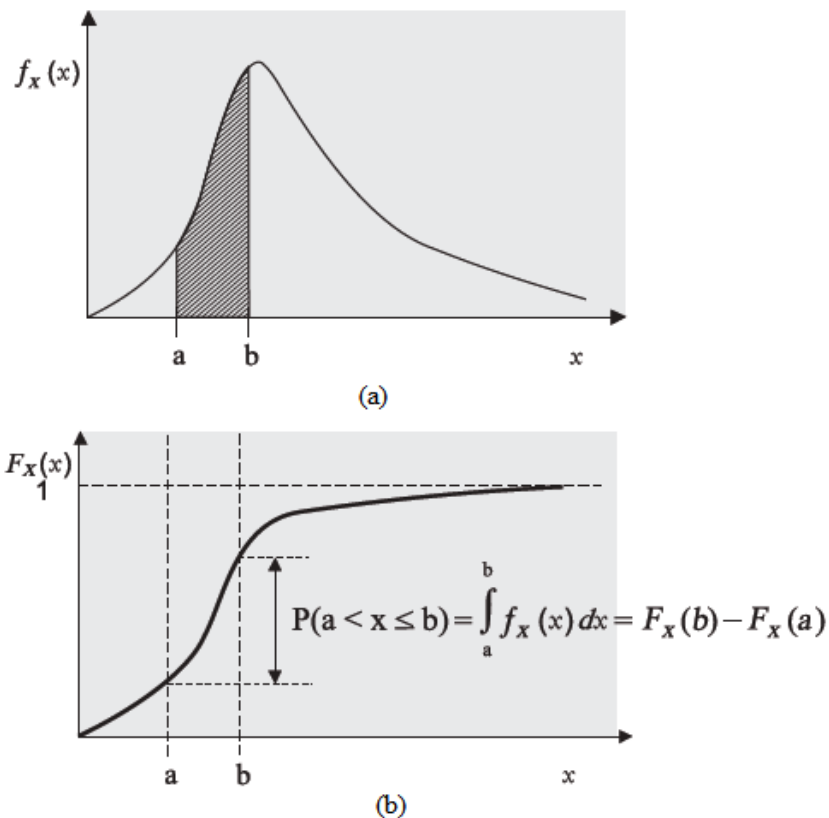 f_x (x)
a b x
(a)
F_X(x)
1
P(a < x ≤ b) = ∫_a^b f_x (x) dx = F_x(b) – F_x(a)
a b x
(b)